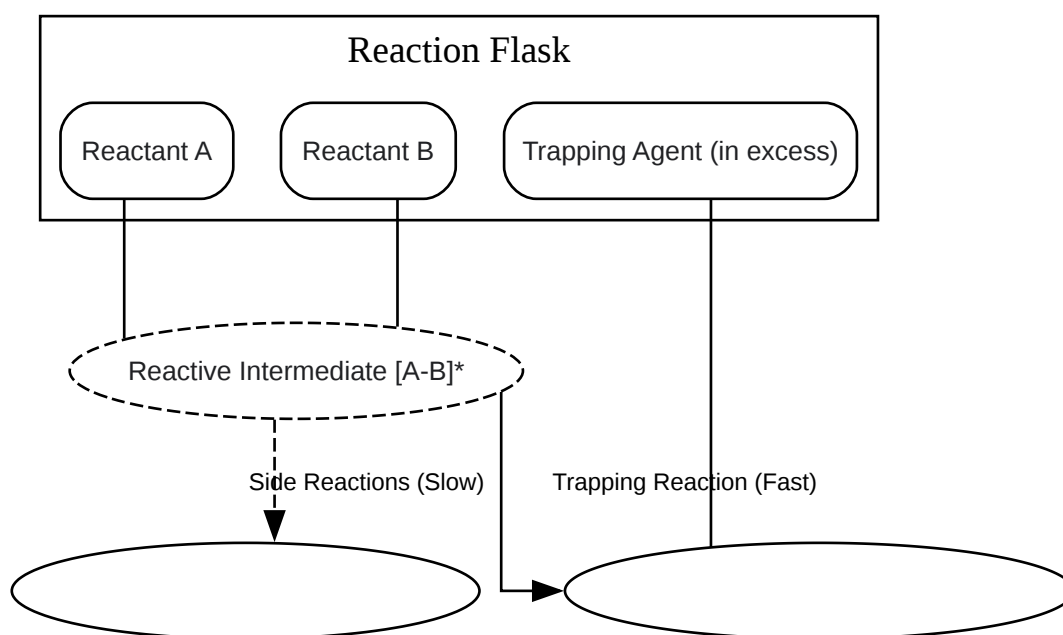 Reaction Flask
Reactant A
Reactant B
Trapping Agent (in excess)
Reactive Intermediate [A-B]*
Side Reactions (Slow)
Trapping Reaction (Fast)